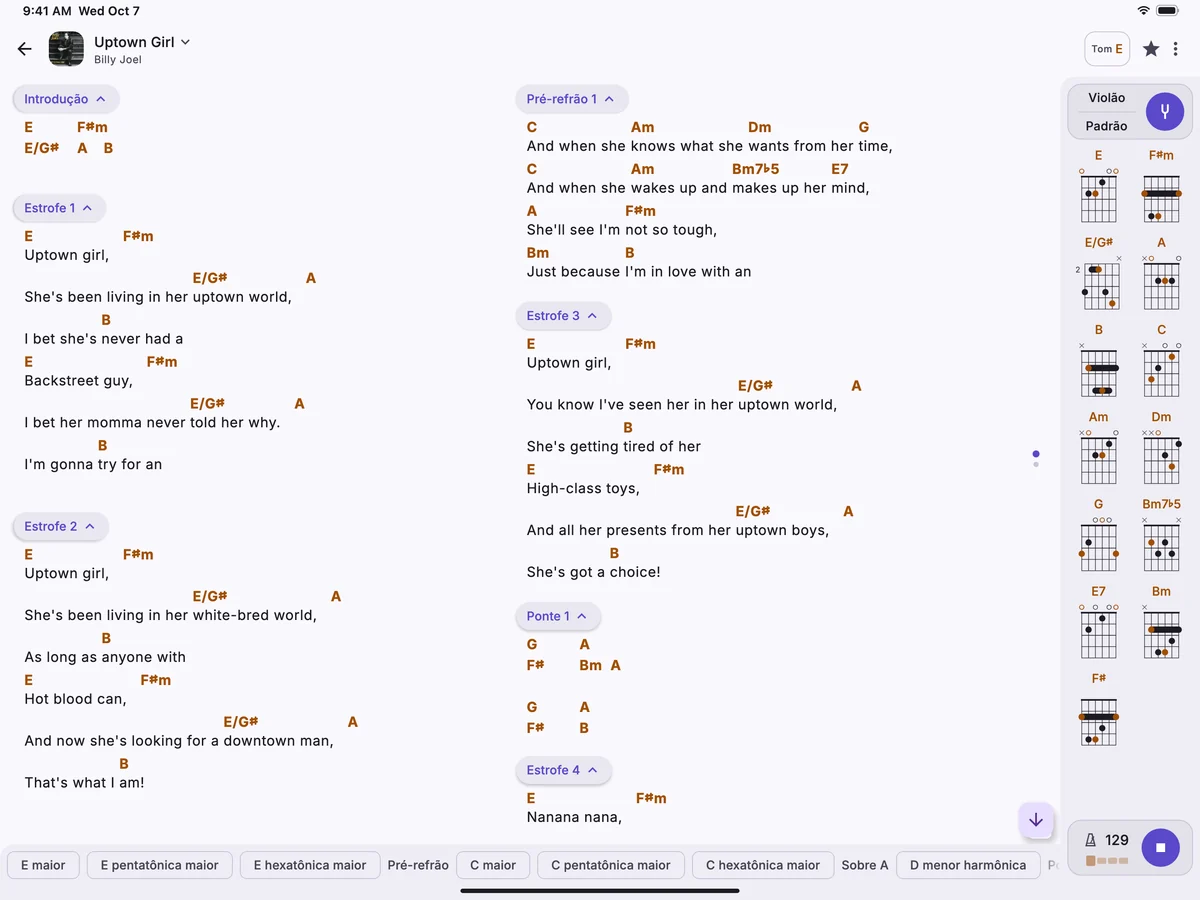 9:41 AM Wed Oct 7
Uptown Girl
Billy Joel
Tom E
Introdução
E F#m
E/G# A B
Estrofe 1
E F#m
Uptown girl,
E/G# A
She's been living in her uptown world,
B
I bet she's never had a
E F#m
Backstreet guy,
E/G# A
I bet her momma never told her why.
B
I'm gonna try for an
Estrofe 2
E F#m
Uptown girl,
E/G# A
She's been living in her white-bred world,
B
As long as anyone with
E F#m
Hot blood can,
E/G# A
And now she's looking for a downtown man,
B
That's what I am!
Pré-refrão 1
C Am Dm G
And when she knows what she wants from her time,
C Am Bm7♭5 E7
And when she wakes up and makes up her mind,
A F#m
She'll see I'm not so tough,
Bm B
Just because I'm in love with an
Estrofe 3
E F#m
Uptown girl,
E/G# A
You know I've seen her in her uptown world,
B
She's getting tired of her
E F#m
High-class toys,
E/G# A
And all her presents from her uptown boys,
B
She's got a choice!
Ponte 1
G A
F# Bm A
G A
F# B
Estrofe 4
E F#m
Nanana nana,
Violão
Padrão
E F#m
E/G# A
2
B C
Am Dm
G Bm7♭5
E7 Bm
F#
129
E maior E pentatônica maior E hexatônica maior Pré-refrão C maior C pentatônica maior C hexatônica maior Sobre A D menor harmônica